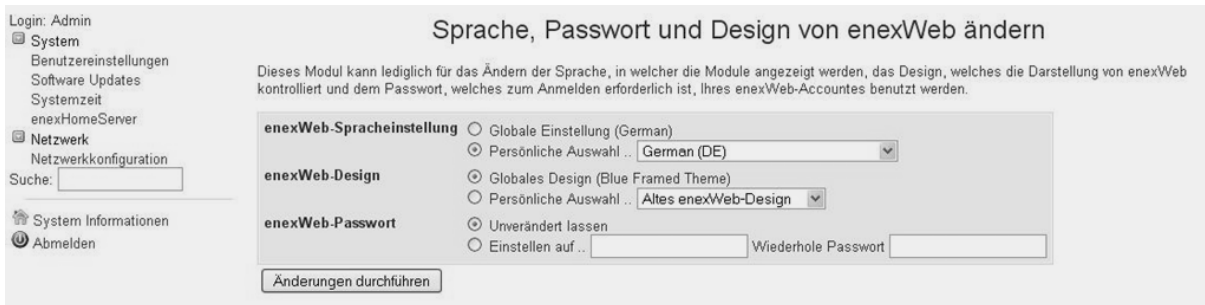 Login: Admin
System
Benutzereinstellungen
Software Updates
Systemzeit
enexHomeServer
Netzwerk
Netzwerkkonfiguration
Suche:
System Informationen
Abmelden
Sprache, Passwort und Design von enexWeb ändern
Dieses Modul kann lediglich für das Ändern der Sprache, in welcher die Module angezeigt werden, das Design, welches die Darstellung von enexWeb
kontrolliert und dem Passwort, welches zum Anmelden erforderlich ist, Ihres enexWeb-Accountes benutzt werden.
enexWeb-Spracheinstellung Globale Einstellung (German)
Persönliche Auswahl .. German (DE)
enexWeb-Design Globales Design (Blue Framed Theme)
Persönliche Auswahl .. Altes enexWeb-Design
enexWeb-Passwort Unverändert lassen
Einstellen auf .. Wiederhole Passwort
Änderungen durchführen